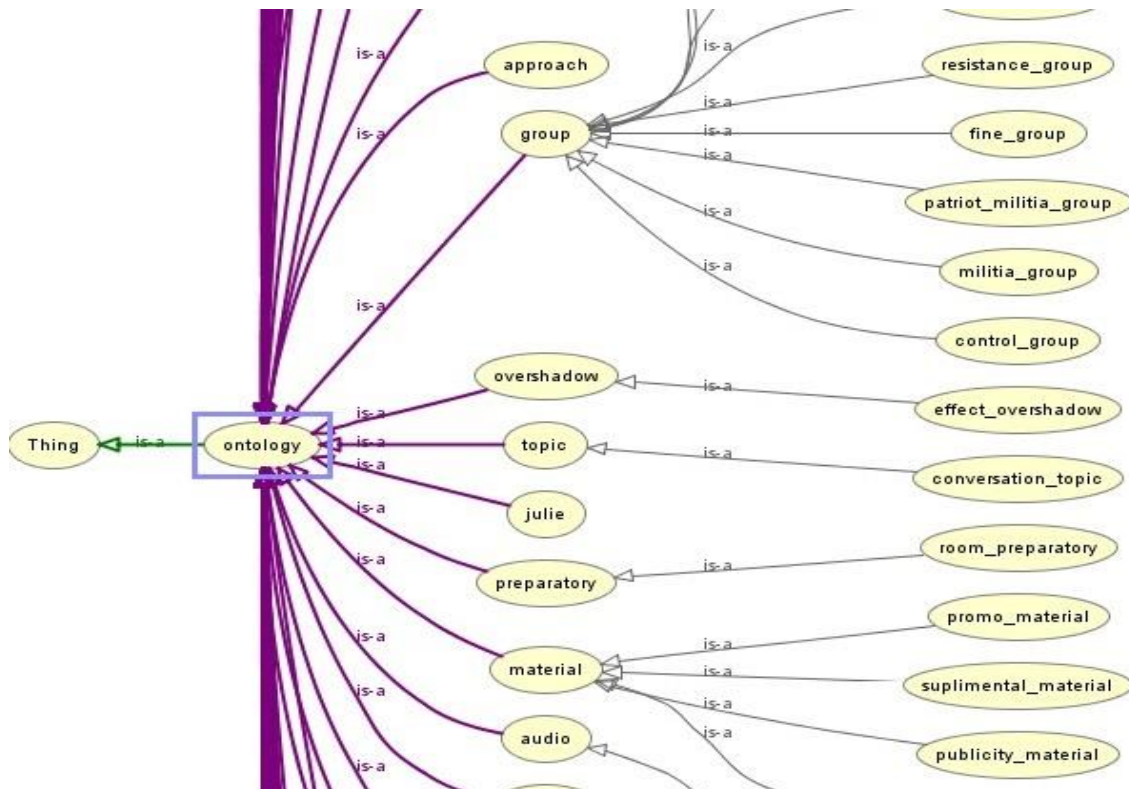 is-a
is-a
approach
resistance_group
is-a
is-a
group
is-a
fine_group
is-a
patriot_militia_group
is-a
militia_group
is-a
is-a
control_group
overshadow
is-a
effect_overshadow
is-a
Thing
is-a
ontology
is-a
topic
is-a
conversation_topic
is-a
julie
is-a
room_preparatory
is-a
preparatory
is-a
promo_material
is-a
is-a
material
is-a
suplimental_material
is-a
is-a
audio
is-a
publicity_material
is-a